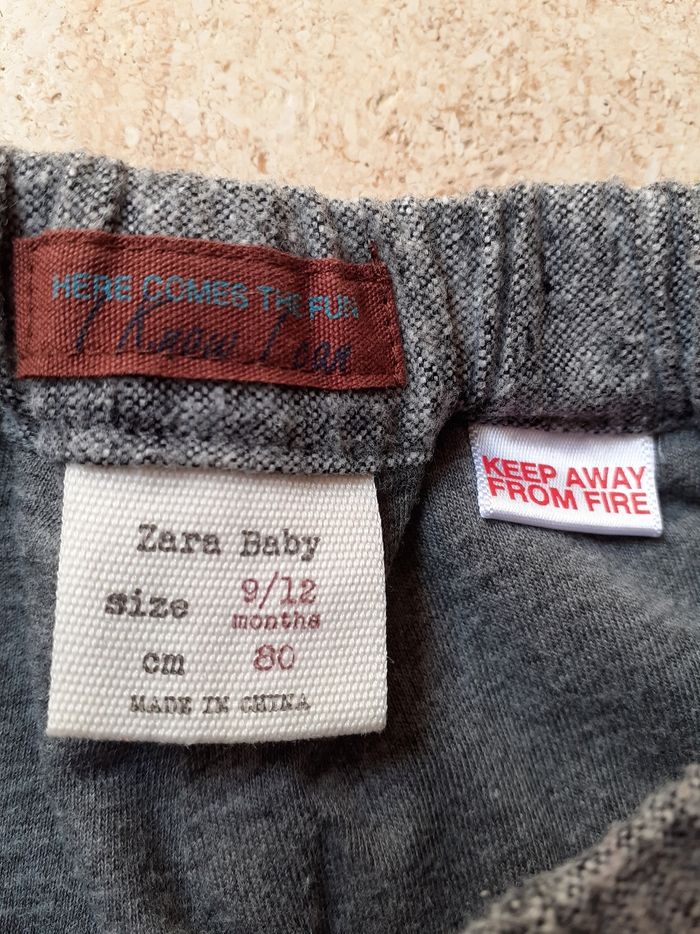 HERE COMES THE FUN
I Know I can
KEEP AWAY
FROM FIRE
Zara Baby
size 9/12
months
cm 80
MADE IN CHINA